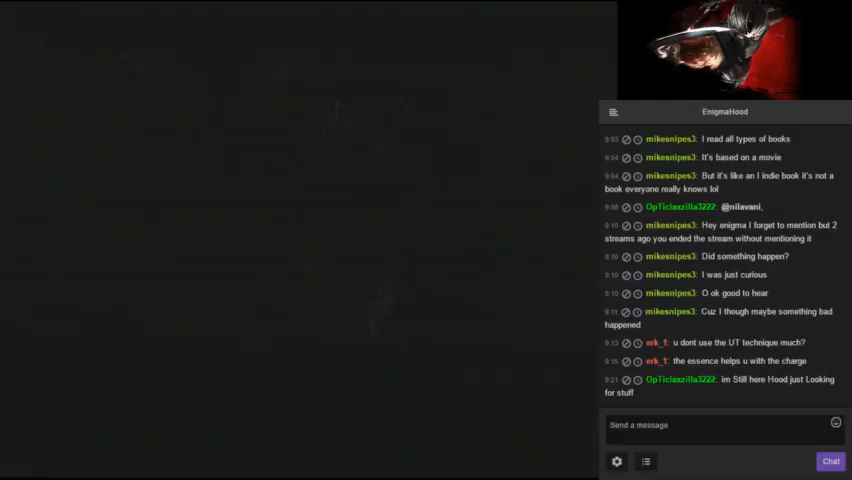 EnigmaHood
9:03 mikesnipes3: I read all types of books
9:04 mikesnipes3: It's based on a movie
9:04 mikesnipes3: But it's like an I indie book it's not a
book everyone really knows lol
9:06 OpTiclaxzilla3222: @nilavani,
9:10 mikesnipes3: Hey enigma I forget to mention but 2
streams ago you ended the stream without mentioning it
9:10 mikesnipes3: Did something happen?
9:10 mikesnipes3: I was just curious
9:10 mikesnipes3: O ok good to hear
9:11 mikesnipes3: Cuz I though maybe something bad
happened
9:13 erk_1: u dont use the UT technique much?
9:15 erk_1: the essence helps u with the charge
9:21 OpTiclaxzilla3222: im Still here Hood just Looking
for stuff
Send a message
Chat